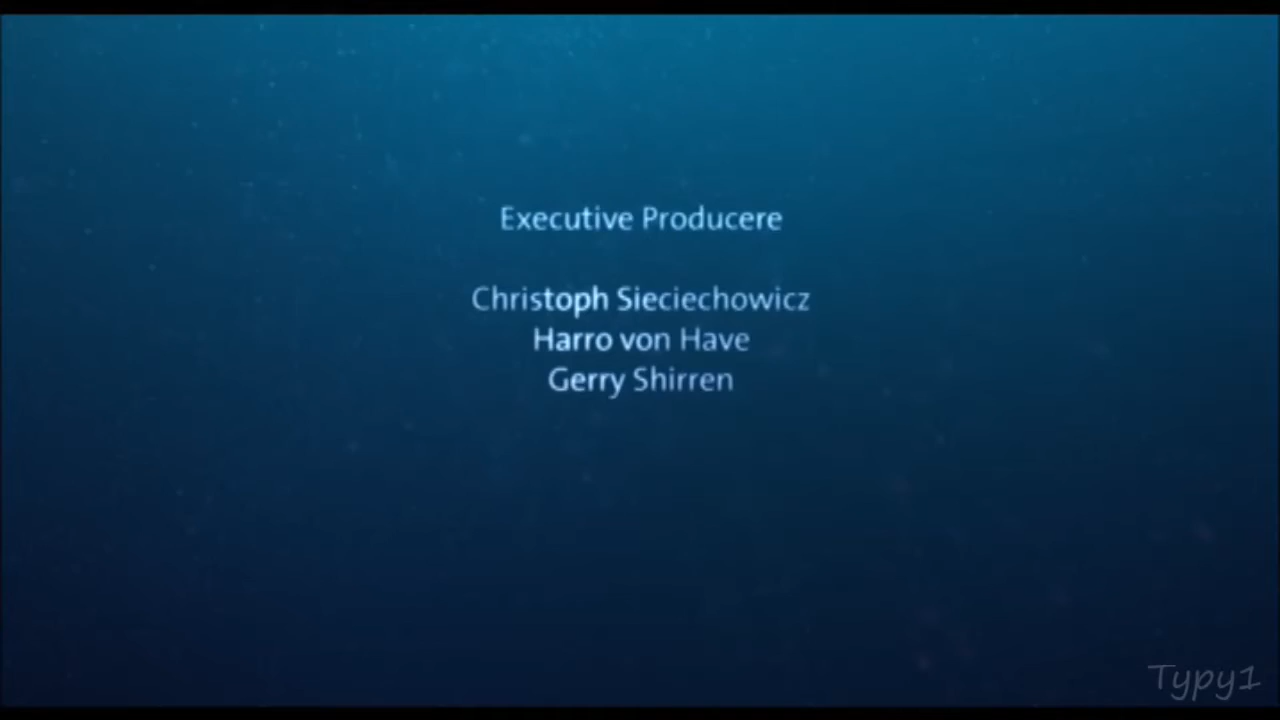 Executive Producere
Christoph Sieciechowicz
Harro von Have
Gerry Shirren
Typy1